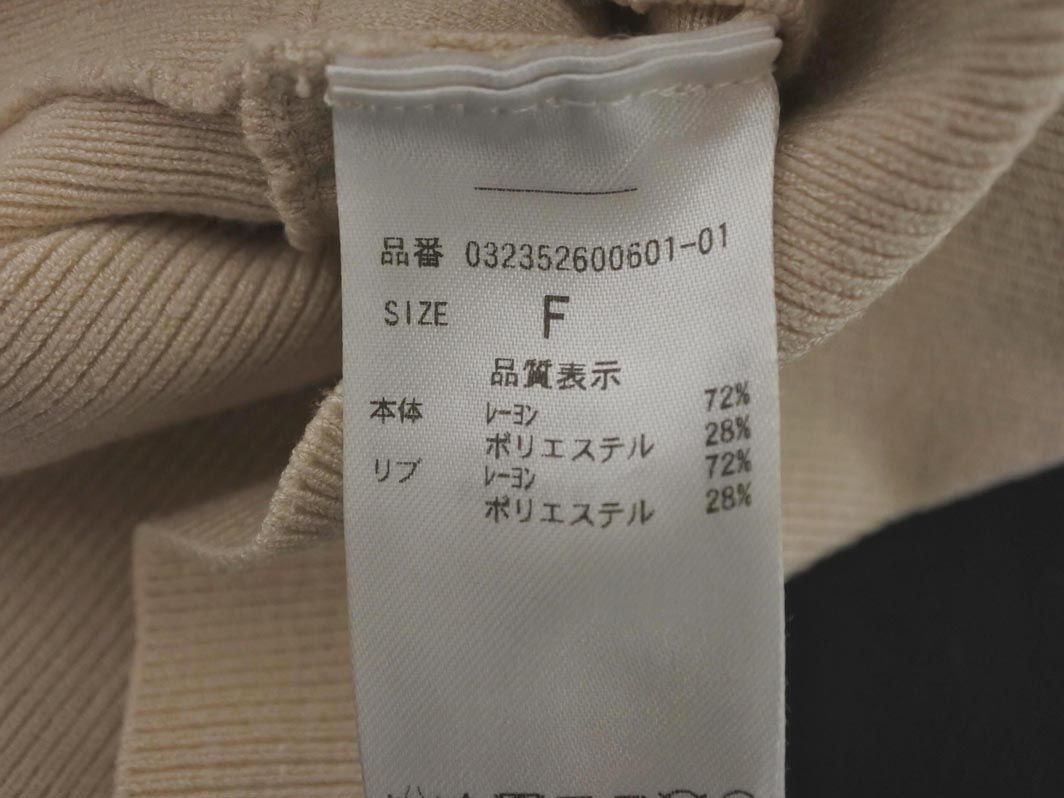 品番 032352600601-01
SIZE F
品質表示
本体 ﾚｰﾖﾝ 72%
ポリエステル 28%
リブ ﾚｰﾖﾝ 72%
ポリエステル 28%